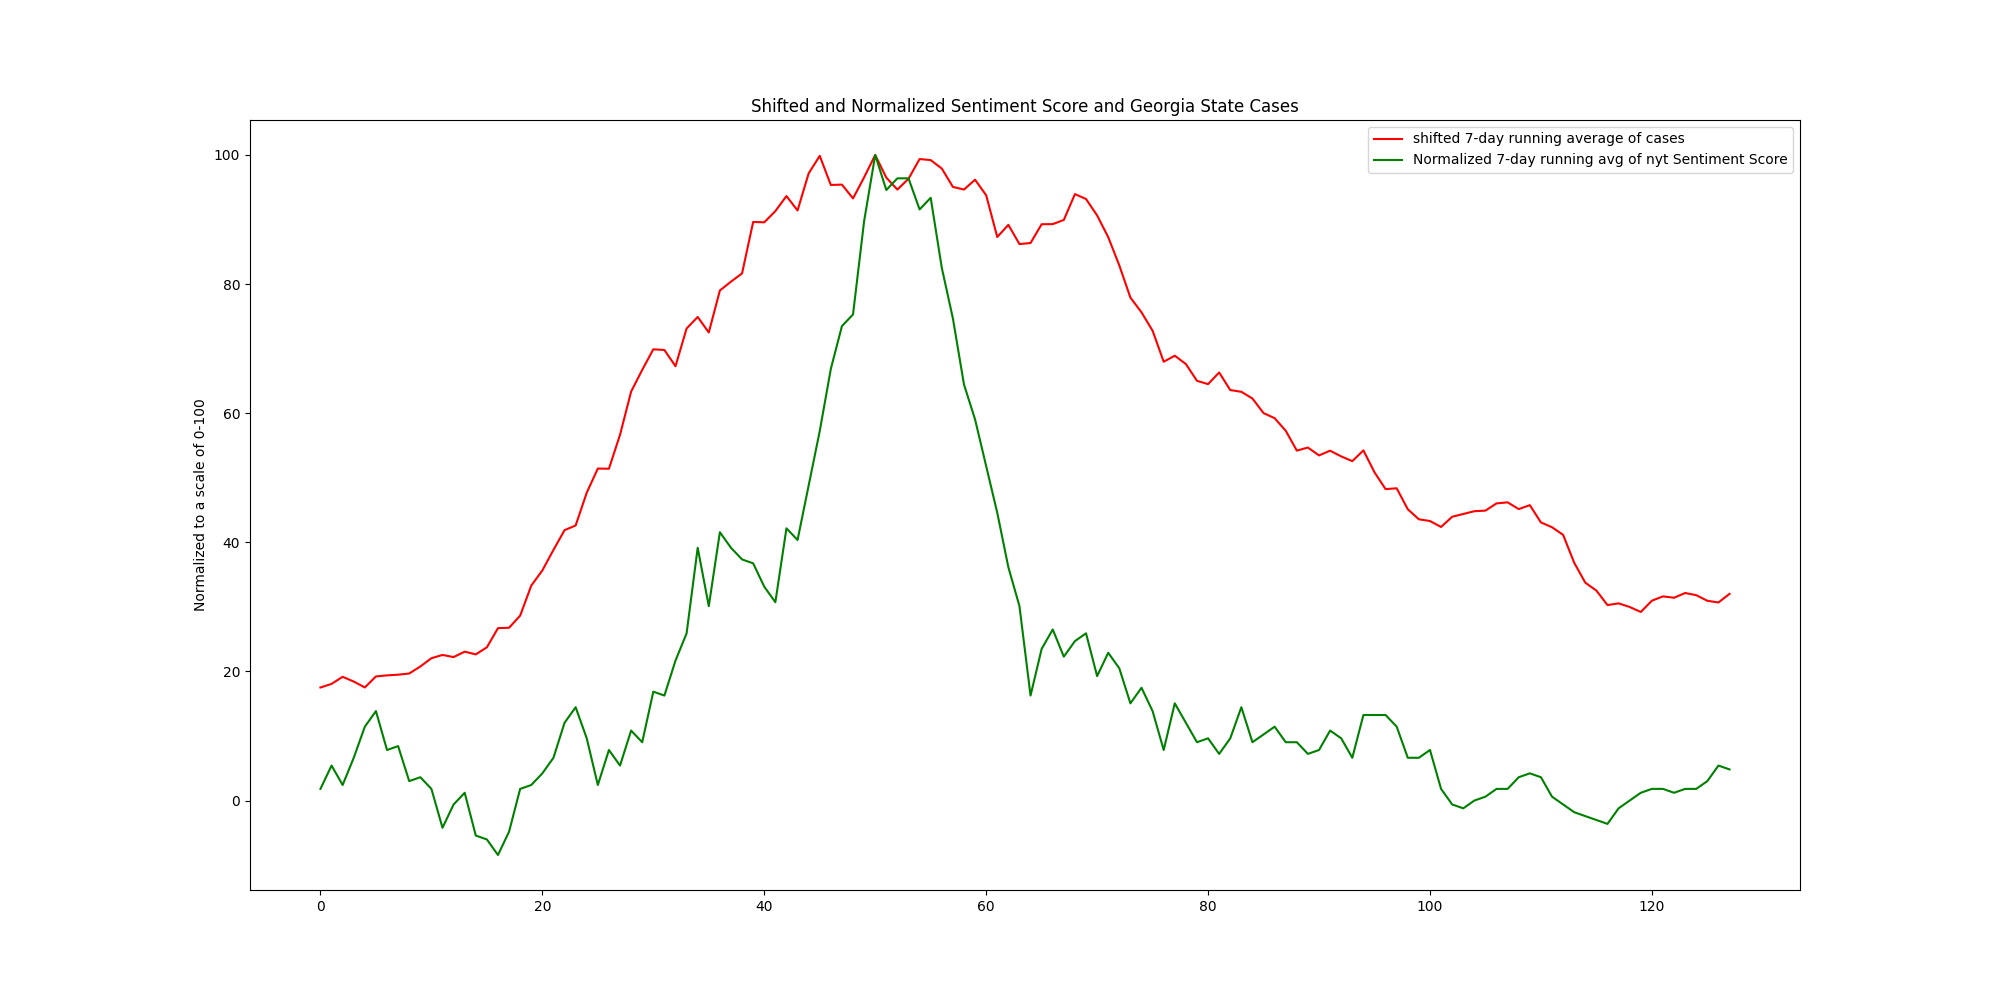 Shifted and Normalized Sentiment Score and Georgia State Cases
shifted 7-day running average of cases
Normalized 7-day running avg of nyt Sentiment Score
Normalized to a scale of 0-100
100
80
60
40
20
0
0 20 40 60 80 100 120